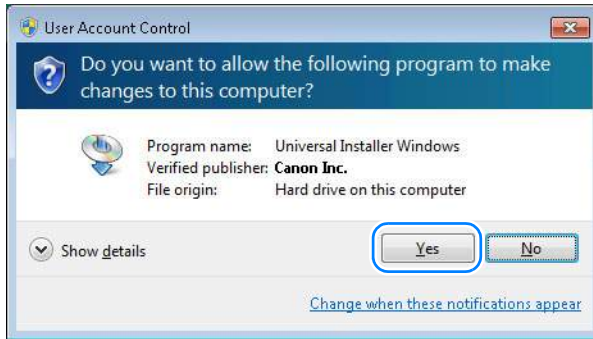 User Account Control
Do you want to allow the following program to make
changes to this computer?
Program name: Universal Installer Windows
Verified publisher: Canon Inc.
File origin: Hard drive on this computer
Show details
Yes
No
Change when these notifications appear